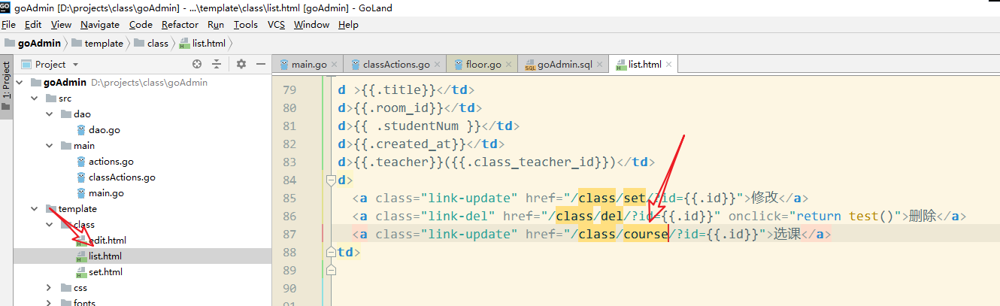 GO goAdmin [D:\projects\class\goAdmin] - ...\template\class\list.html [goAdmin] - GoLand
File Edit View Navigate Code Refactor Run Tools VCS Window Help
goAdmin template class list.html
1: Project
Project
goAdmin D:\projects\class\goAdmin
src
dao
dao.go
main
actions.go
classActions.go
main.go
template
class
edit.html
list.html
set.html
css
fonts
main.go classActions.go floor.go goAdmin.sql list.html
79 d >{{.title}}</td>
80 d>{{.room_id}}</td>
81 d>{{ .studentNum }}</td>
82 d>{{.created_at}}</td>
83 d>{{.teacher}}({{.class_teacher_id}})</td>
84 d>
85 <a class="link-update" href="/class/set/?id={{.id}}">修改</a>
86 <a class="link-del" href="/class/del/?id={{.id}}" onclick="return test()">删除</a>
87 <a class="link-update" href="/class/course/?id={{.id}}">选课</a>
88 td>
89
90
91